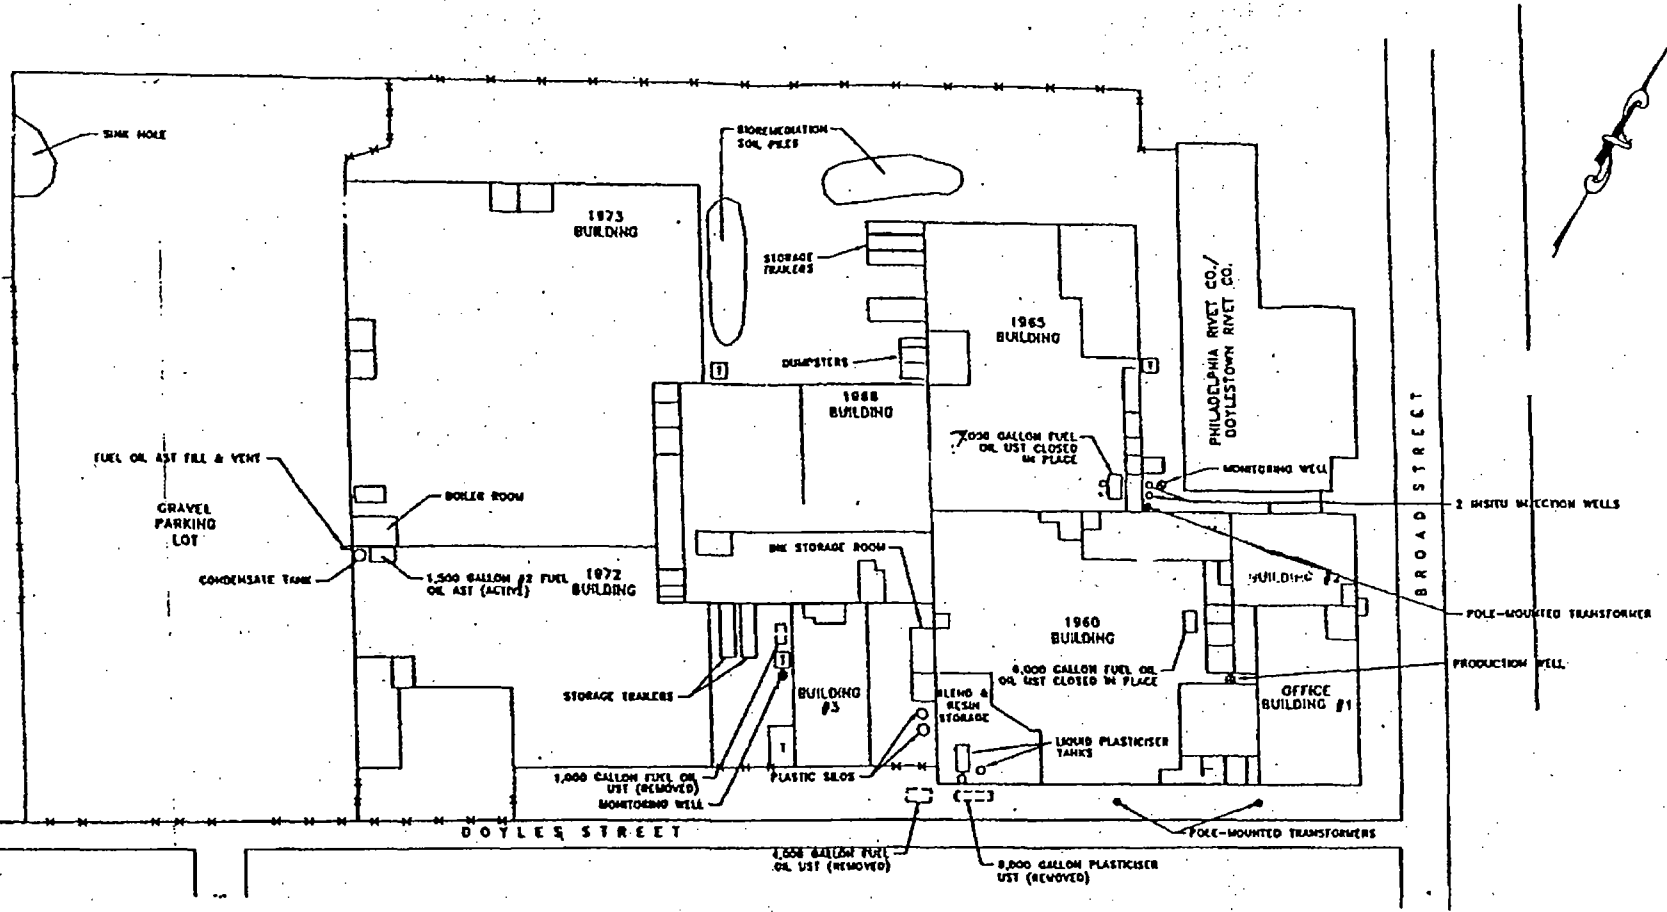 SINK HOLE
BIOREMEDIATION
SOIL PILES
1973
BUILDING
STORAGE
TRAILERS
1965
BUILDING
PHILADELPHIA RIVET CO./
DOYLESTOWN RIVET CO.
DUMPSTERS
1968
BUILDING
BROAD STREET
FUEL OIL AST FILL & VENT
,000 GALLON FUEL
OIL UST CLOSED
IN PLACE
MONITORING WELL
BOILER ROOM
GRAVEL
PARKING
LOT
2 INSITU INJECTION WELLS
INK STORAGE ROOM
CONDENSATE TANK
1,500 GALLON #2 FUEL
OIL AST (ACTIVE)
1972
BUILDING
BUILDING #2
POLE-MOUNTED TRANSFORMER
1960
BUILDING
PRODUCTION WELL
GALLON FUEL OIL
OIL UST CLOSED IN PLACE
STORAGE TRAILERS
BUILDING
#3
BLEND &
RESIN
STORAGE
OFFICE
BUILDING #1
LIQUID PLASTICISER
TANKS
1,000 GALLON FUEL OIL
UST (REMOVED)
PLASTIC SILOS
MONITORING WELL
DOYLES STREET
POLE-MOUNTED TRANSFORMERS
GALLON FUEL
OIL UST (REMOVED)
8,000 GALLON PLASTICISER
UST (REMOVED)
T
T
T
T